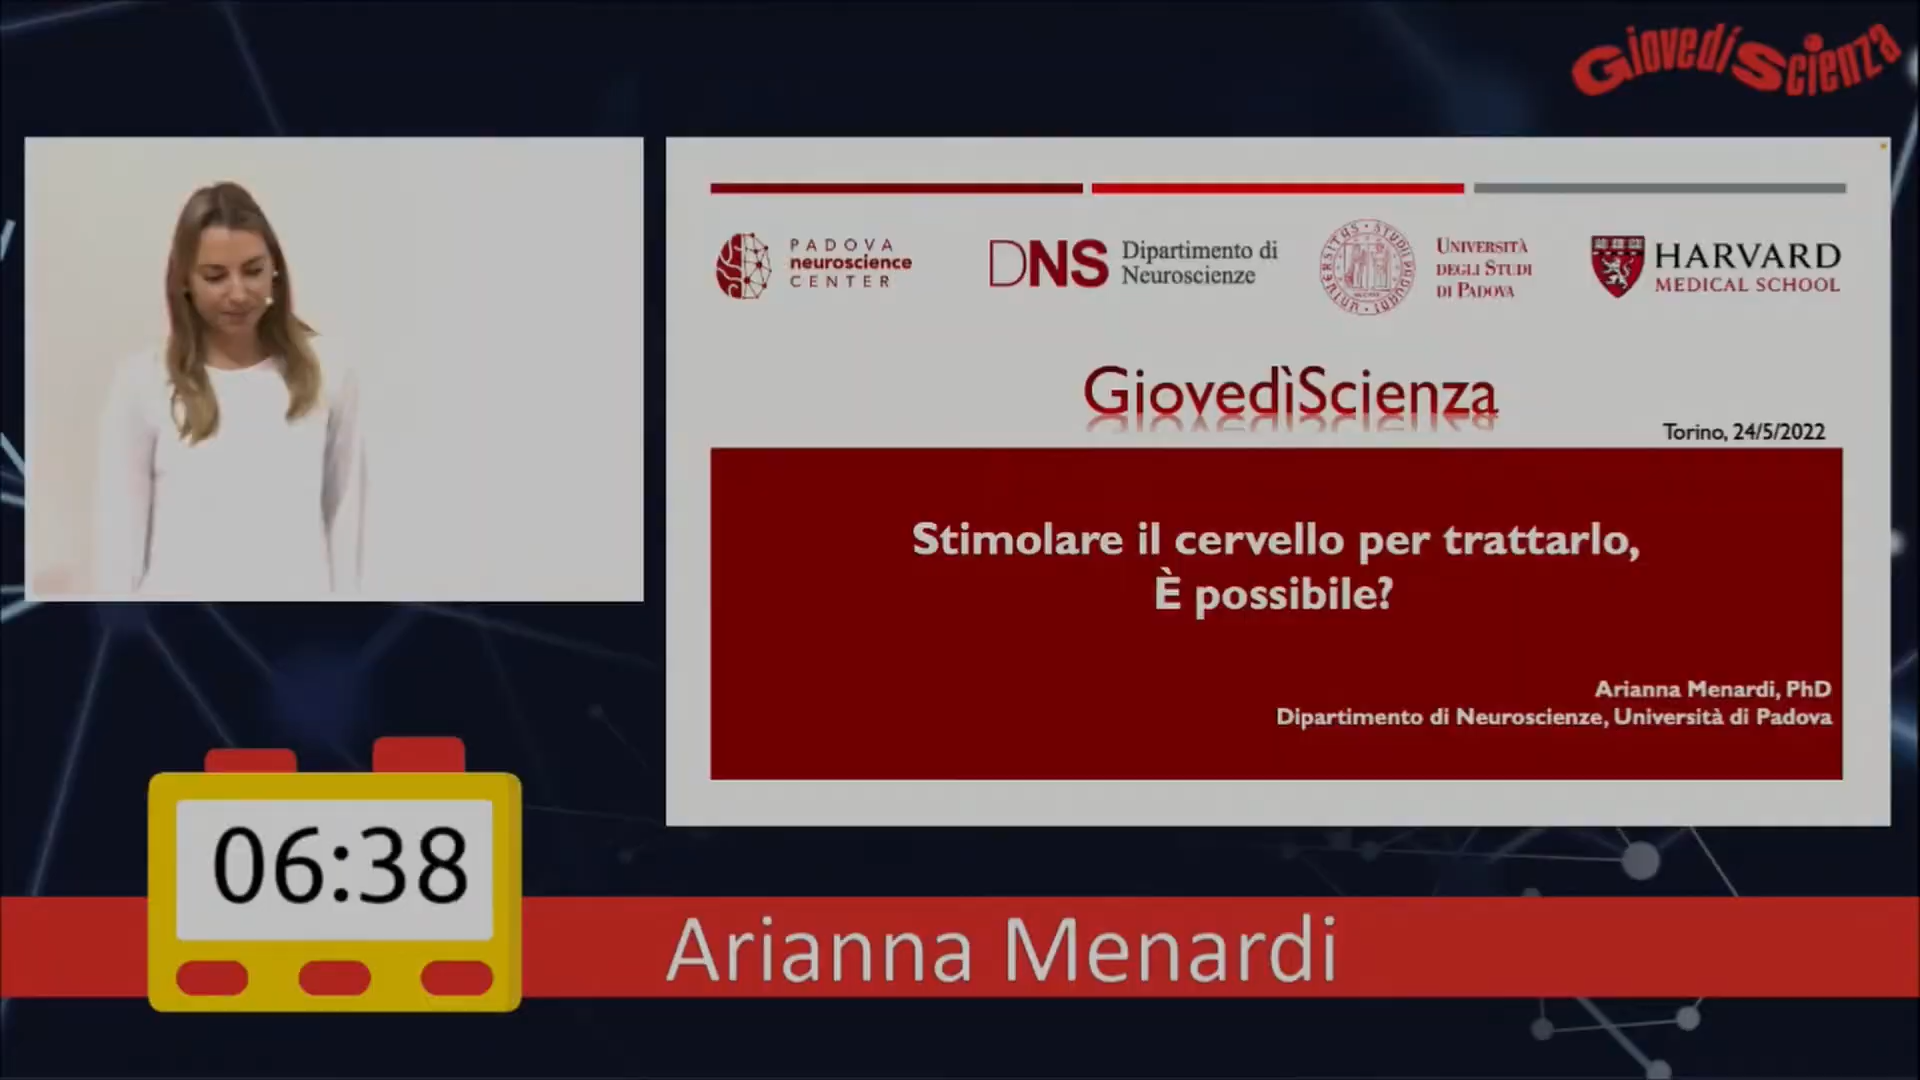 GiovedíScienza
PADOVA
neuroscience
CENTER
DNS
Dipartimento di
Neuroscienze
UNIVERSITÀ
DEGLI STUDI
DI PADOVA
HARVARD
MEDICAL SCHOOL
GiovedìScienza
Torino, 24/5/2022
Stimolare il cervello per trattarlo,
È possibile?
Arianna Menardi, PhD
Dipartimento di Neuroscienze, Università di Padova
06:38
Arianna Menardi